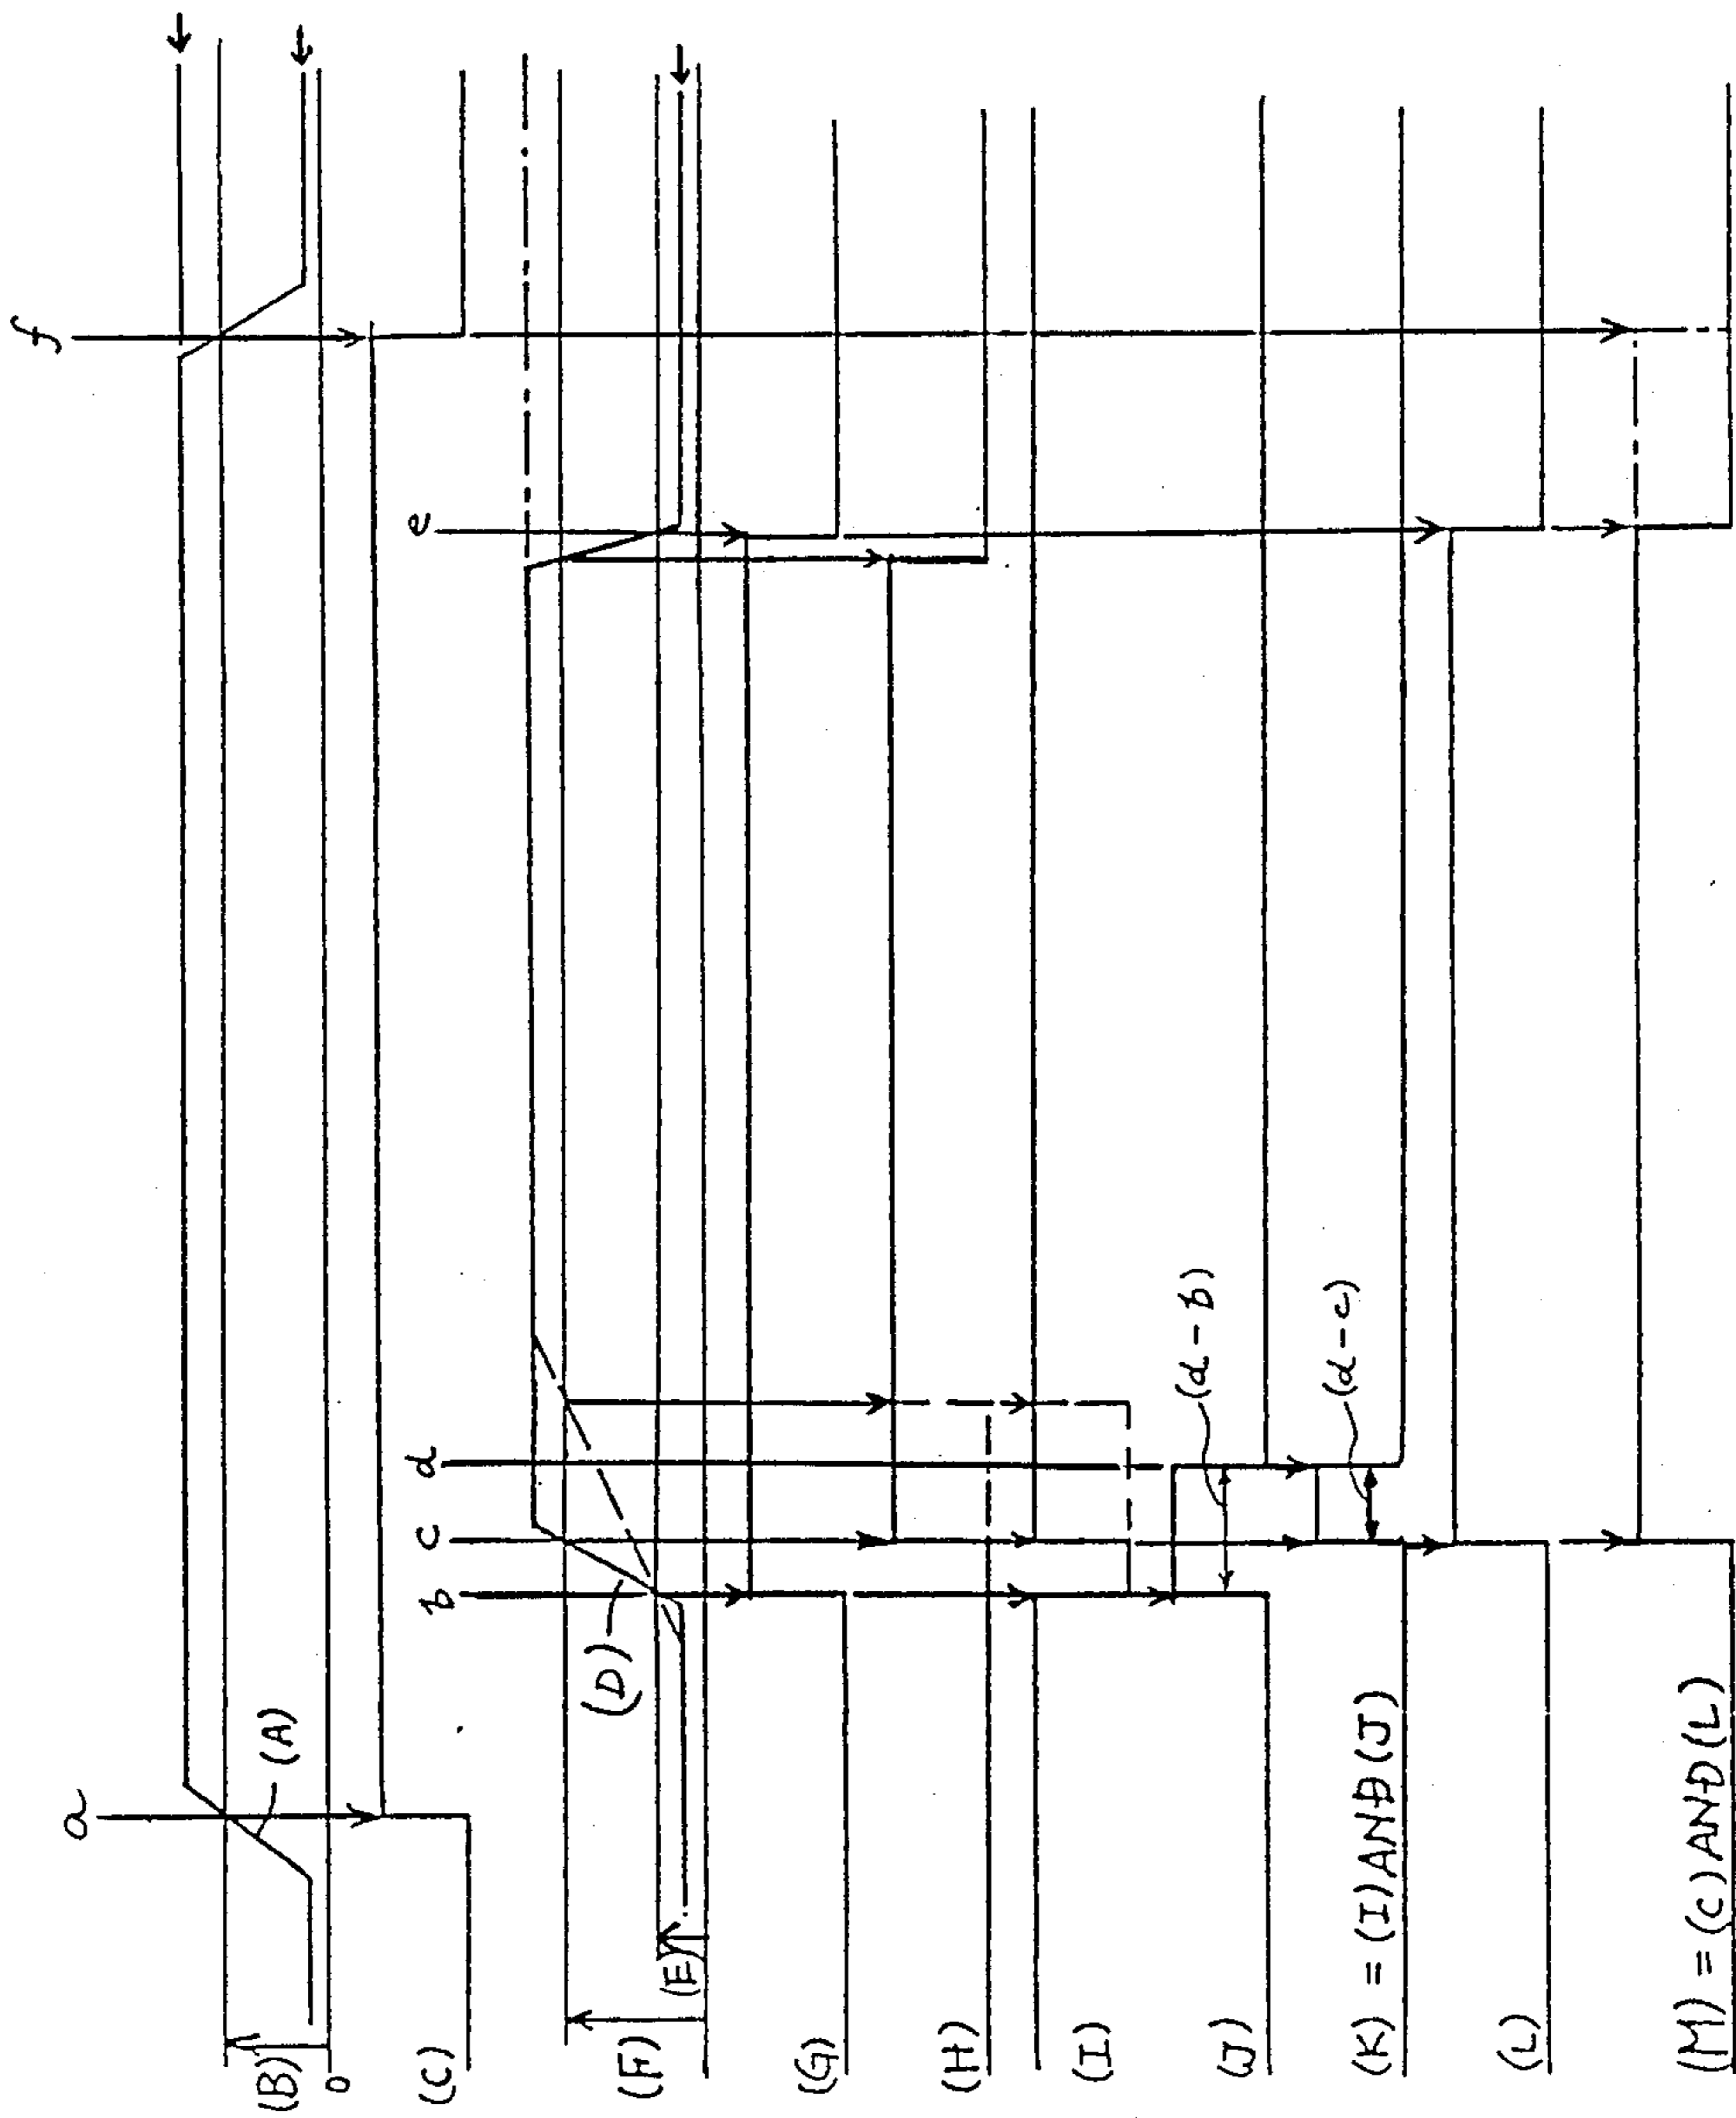 a
f
(A)
(B)
0
(C)
b
c
d
e
(D)
(E)
(F)
(G)
(H)
(I)
(J)
(d-b)
(d-c)
(K) = (I) AND (J)
(L)
(M) = (C) AND (L)